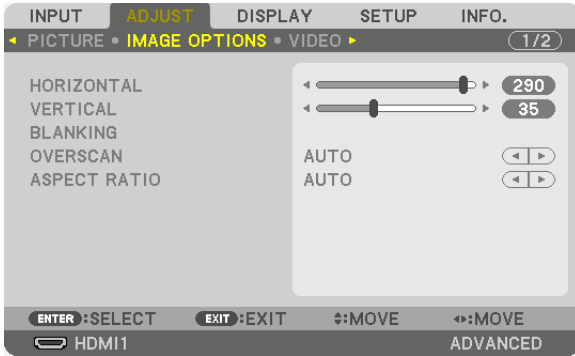 INPUT ADJUST DISPLAY SETUP INFO.
PICTURE • IMAGE OPTIONS • VIDEO 1/2
HORIZONTAL 290
VERTICAL 35
BLANKING
OVERSCAN AUTO
ASPECT RATIO AUTO
ENTER :SELECT EXIT :EXIT :MOVE :MOVE
HDMI1 ADVANCED